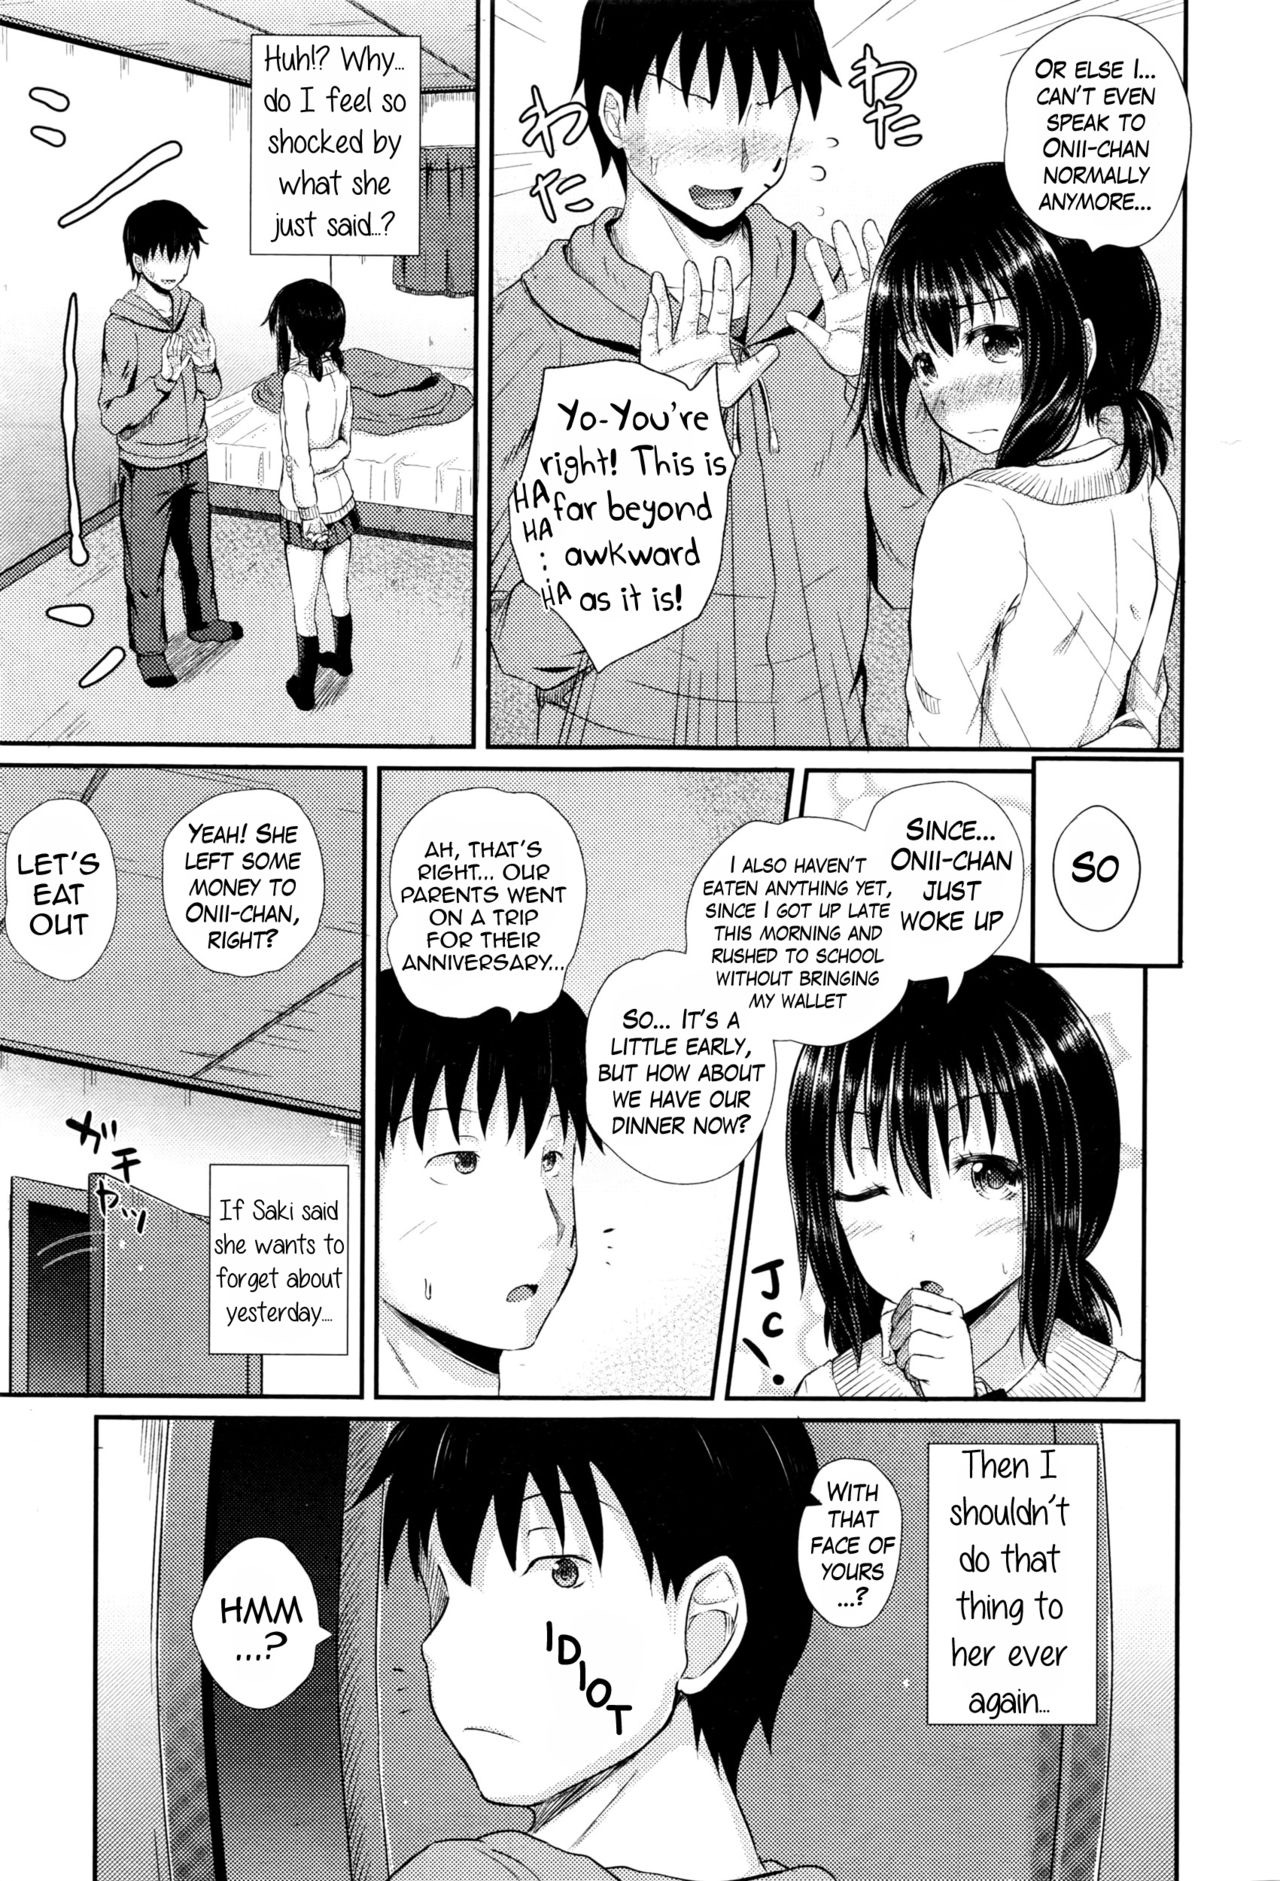 OR ELSE I...
CAN'T EVEN
SPEAK TO
ONII-CHAN
NORMALLY
ANYMORE...
わたわた
Yo-You're
right! This is
far beyond
awkward
as it is!
HA
HA
...
HA
Huh!? Why...
do I feel so
shocked by
what she
just said...?
SO
SINCE...
ONII-CHAN
JUST
WOKE UP
I ALSO HAVEN'T
EATEN ANYTHING YET,
SINCE I GOT UP LATE
THIS MORNING AND
RUSHED TO SCHOOL
WITHOUT BRINGING
MY WALLET
SO... IT'S A
LITTLE EARLY,
BUT HOW ABOUT
WE HAVE OUR
DINNER NOW?
AH, THAT'S
RIGHT... OUR
PARENTS WENT
ON A TRIP
FOR THEIR
ANNIVERSARY...
YEAH! SHE
LEFT SOME
MONEY TO
ONII-CHAN,
RIGHT?
LET'S
EAT
OUT
ガチャッ
If Saki said
she wants to
forget about
yesterday....
Then I
shouldn't
do that
thing to
her ever
again...
WITH
THAT
FACE OF
YOURS
...?
IDIOT
HMM
...?